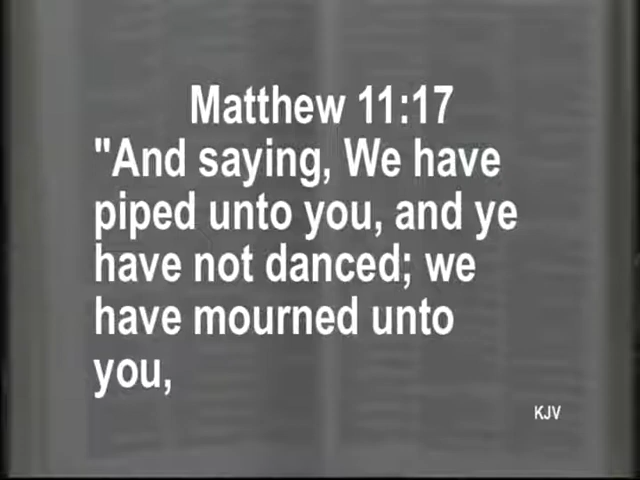 Matthew 11:17
"And saying, We have
piped unto you, and ye
have not danced; we
have mourned unto
you,
KJV